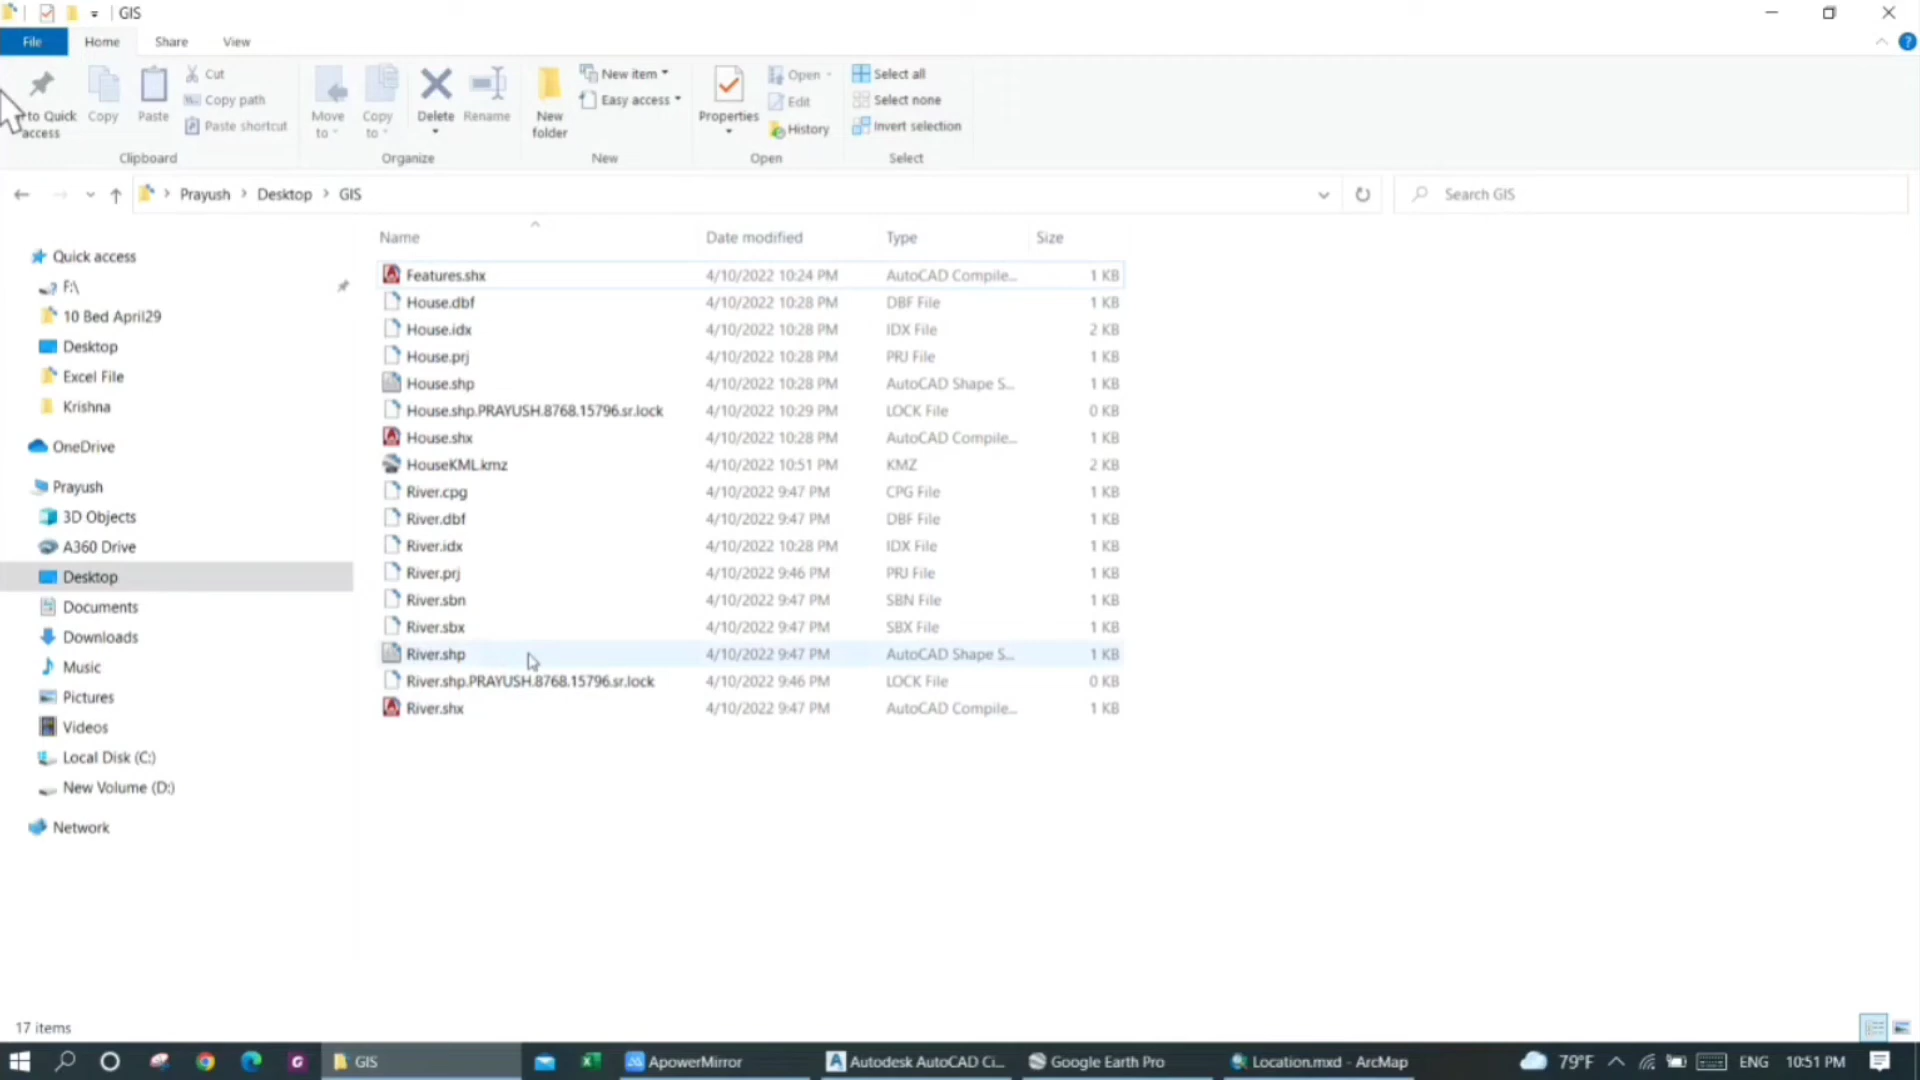 GIS
File Home Share View
to Quick access
Copy
Paste
Cut
Copy path
Paste shortcut
Clipboard
Move to
Copy to
Delete
Rename
Organize
New folder
New item
Easy access
New
Properties
Open
Edit
History
Open
Select all
Select none
Invert selection
Select
Prayush > Desktop > GIS
Search GIS
Name Date modified Type Size
Features.shx 4/10/2022 10:24 PM AutoCAD Compile... 1 KB
House.dbf 4/10/2022 10:28 PM DBF File 1 KB
House.idx 4/10/2022 10:28 PM IDX File 2 KB
House.prj 4/10/2022 10:28 PM PRJ File 1 KB
House.shp 4/10/2022 10:28 PM AutoCAD Shape S... 1 KB
House.shp.PRAYUSH.8768.15796.sr.lock 4/10/2022 10:29 PM LOCK File 0 KB
House.shx 4/10/2022 10:28 PM AutoCAD Compile... 1 KB
HouseKML.kmz 4/10/2022 10:51 PM KMZ 2 KB
River.cpg 4/10/2022 9:47 PM CPG File 1 KB
River.dbf 4/10/2022 9:47 PM DBF File 1 KB
River.idx 4/10/2022 10:28 PM IDX File 1 KB
River.prj 4/10/2022 9:46 PM PRJ File 1 KB
River.sbn 4/10/2022 9:47 PM SBN File 1 KB
River.sbx 4/10/2022 9:47 PM SBX File 1 KB
River.shp 4/10/2022 9:47 PM AutoCAD Shape S... 1 KB
River.shp.PRAYUSH.8768.15796.sr.lock 4/10/2022 9:46 PM LOCK File 0 KB
River.shx 4/10/2022 9:47 PM AutoCAD Compile... 1 KB
Quick access
F:\
10 Bed April29
Desktop
Excel File
Krishna
OneDrive
Prayush
3D Objects
A360 Drive
Desktop
Documents
Downloads
Music
Pictures
Videos
Local Disk (C:)
New Volume (D:)
Network
17 items
GIS
ApowerMirror
Autodesk AutoCAD Ci...
Google Earth Pro
Location.mxd - ArcMap
79°F
ENG
10:51 PM